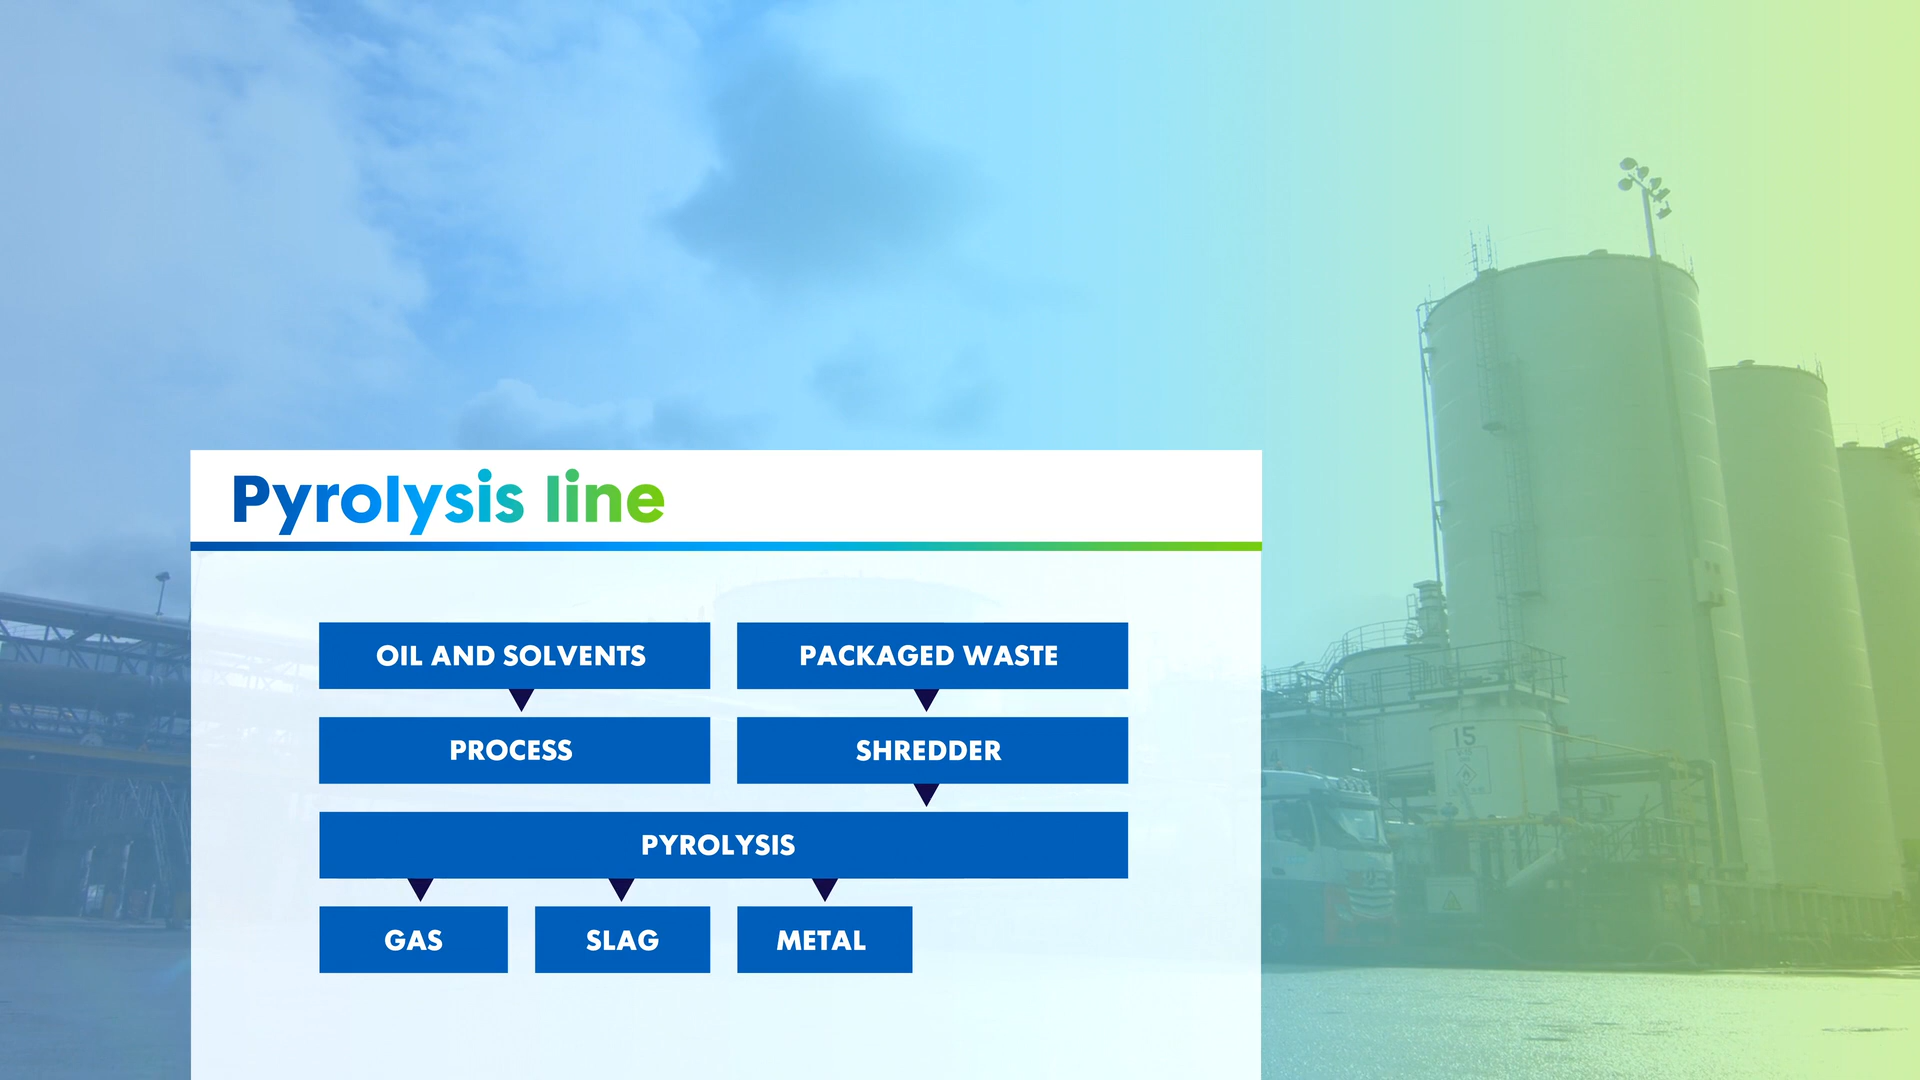 Pyrolysis line
OIL AND SOLVENTS
PACKAGED WASTE
PROCESS
SHREDDER
PYROLYSIS
GAS
SLAG
METAL
15